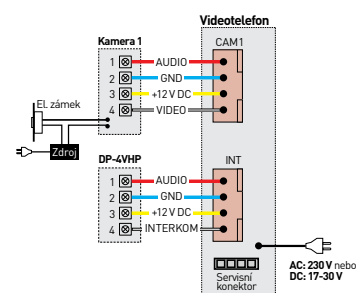 Videotelefon
Kamera 1
CAM1
1 AUDIO
2 GND
3 +12 V DC
4 VIDEO
EL zámek
Zdroj
DP-4VHP
INT
1 AUDIO
2 GND
3 +12 V DC
4 INTERKOM
Servisní
konektor
AC: 230 V nebo
DC: 17-30 V